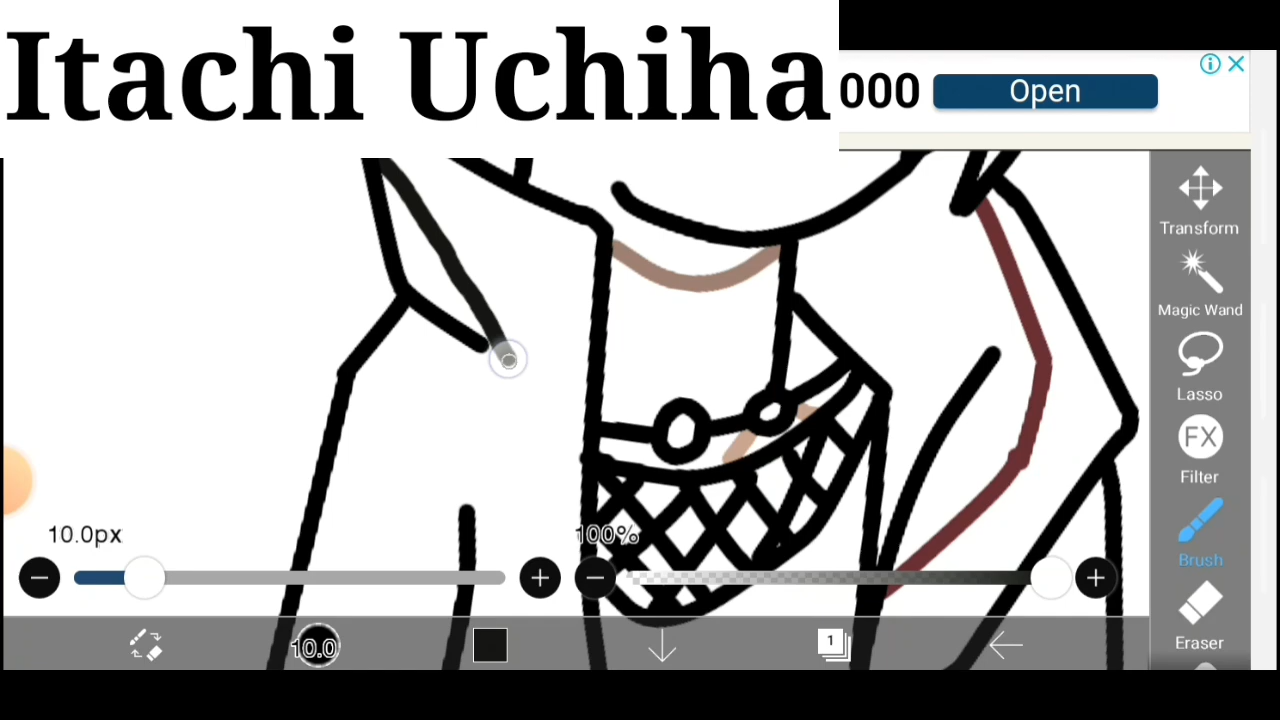 Itachi Uchiha
000
Open
Transform
Magic Wand
Lasso
FX
Filter
10.0px
100%
Brush
10.0
1
Eraser